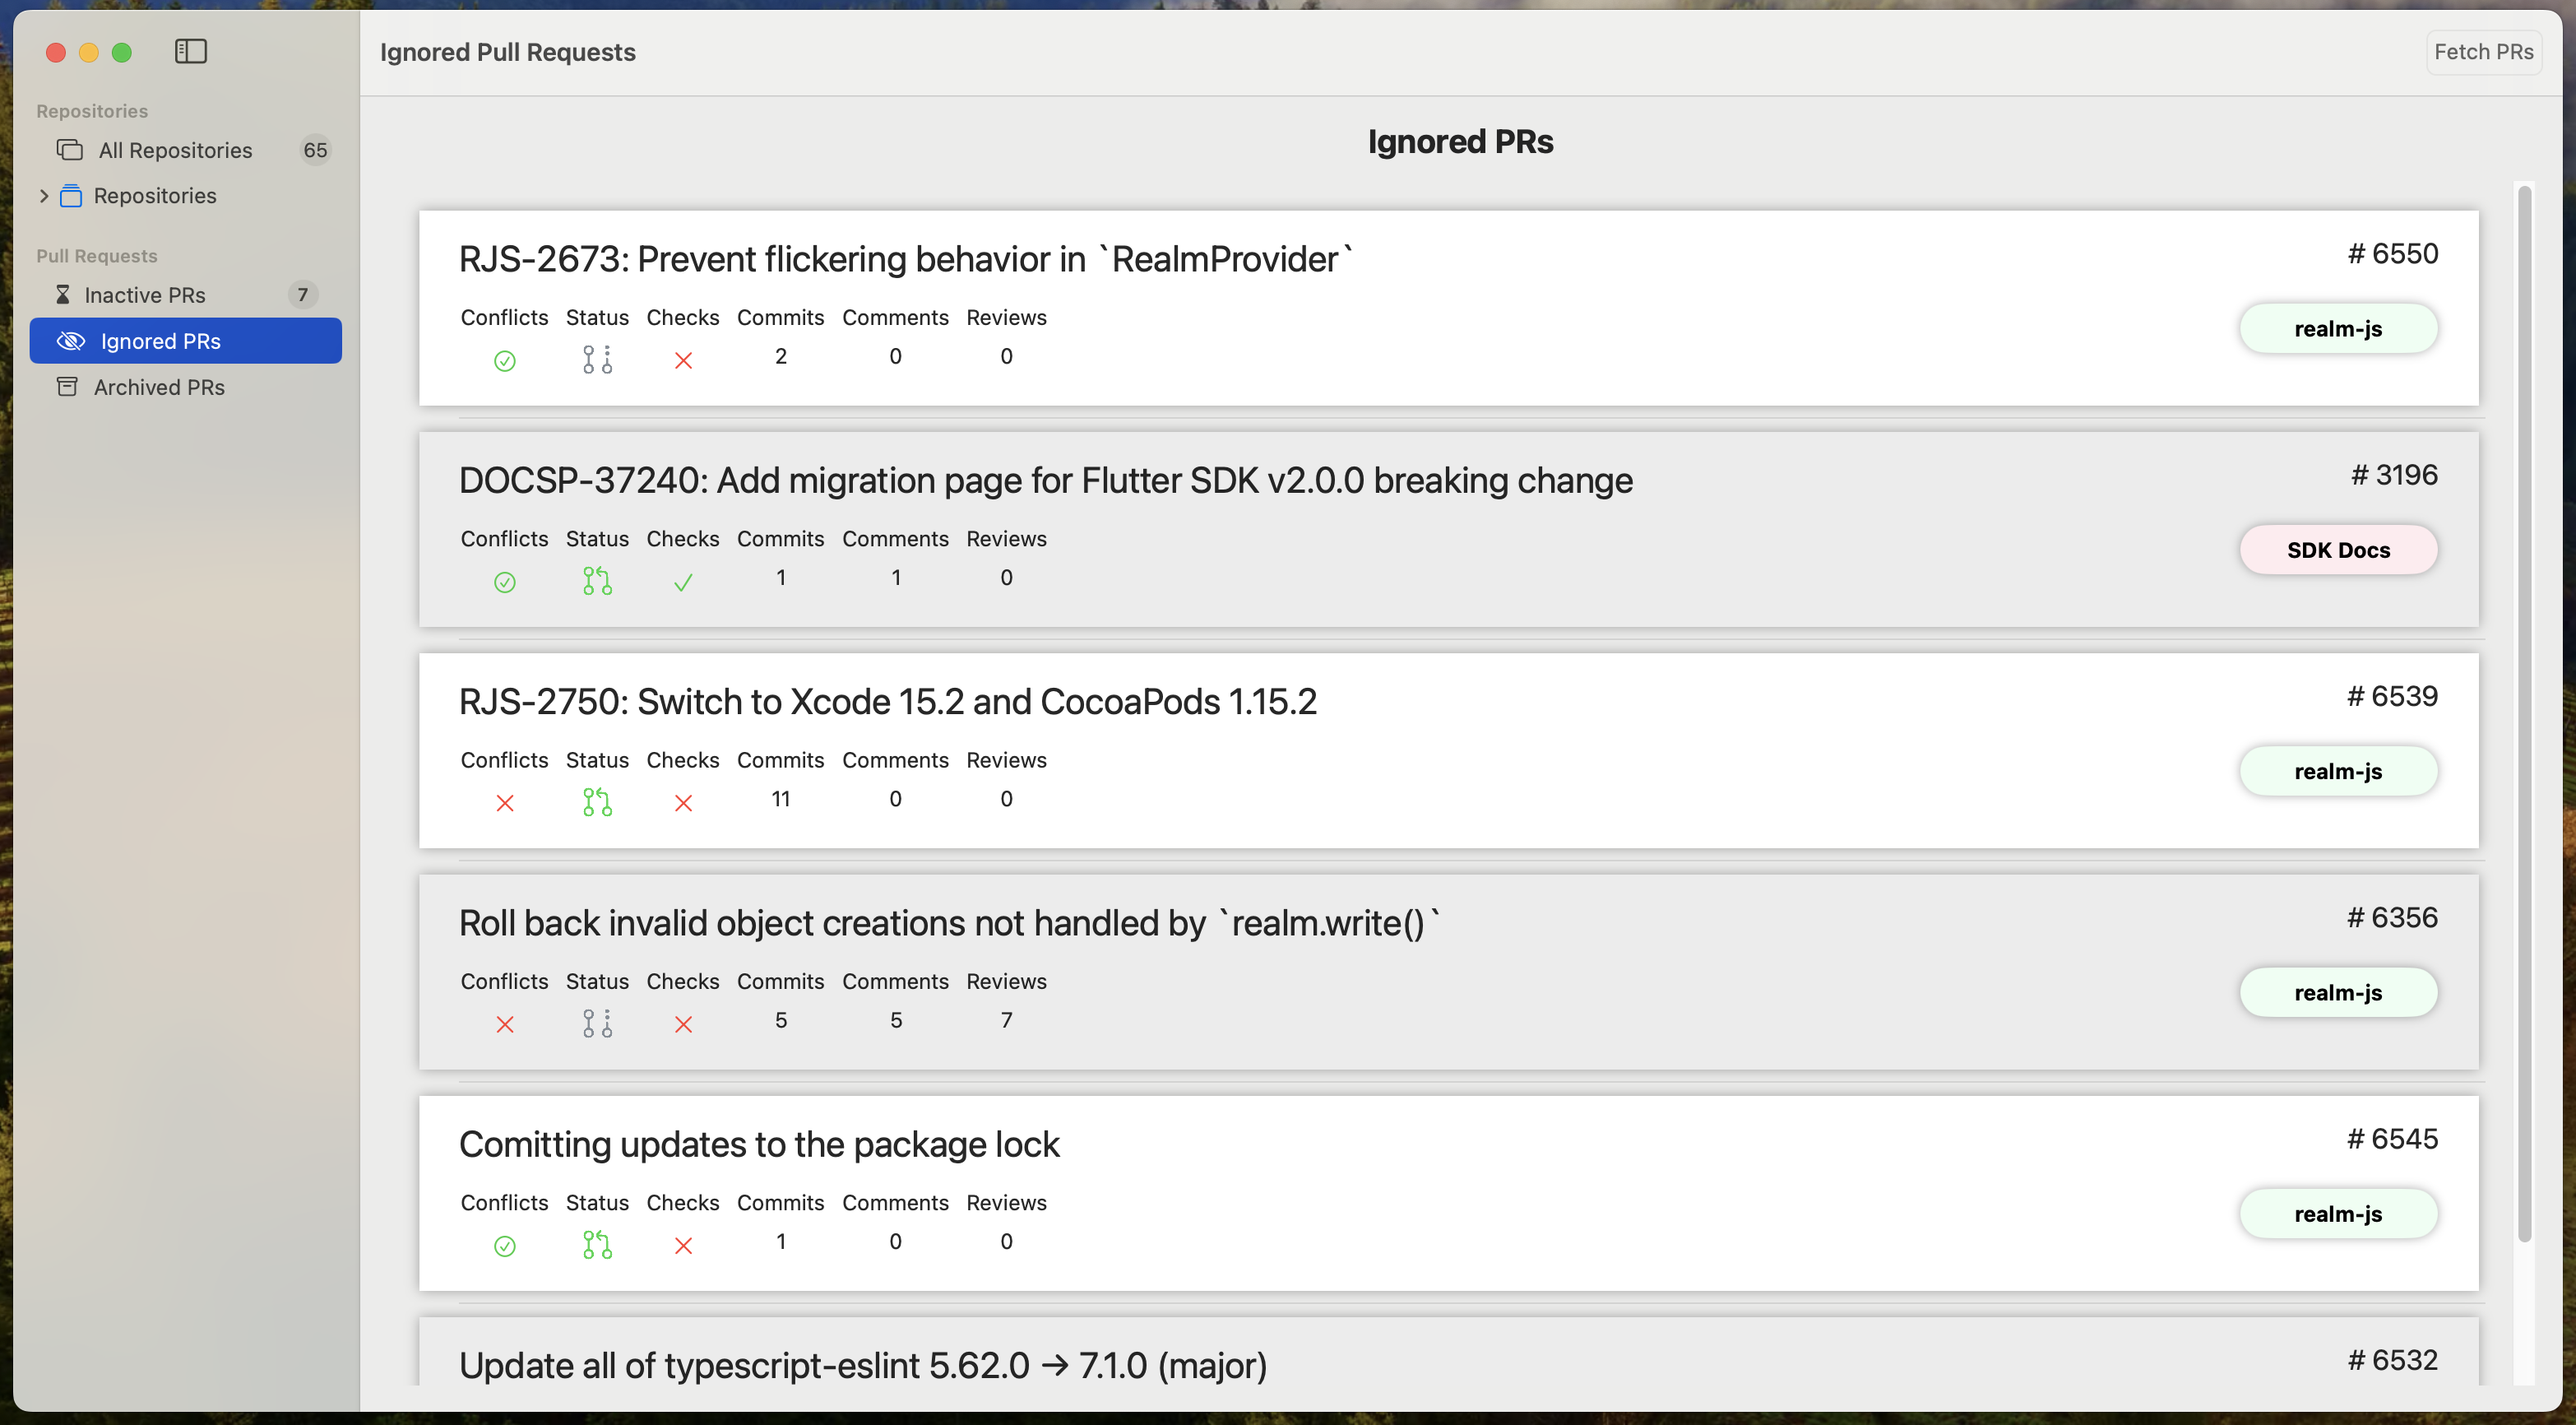 Ignored Pull Requests
Fetch PRs
Repositories
All Repositories 65
Repositories
Pull Requests
Inactive PRs 7
Ignored PRs
Archived PRs
Ignored PRs
RJS-2673: Prevent flickering behavior in `RealmProvider`
# 6550
Conflicts Status Checks Commits Comments Reviews
2 0 0
realm-js
DOCSP-37240: Add migration page for Flutter SDK v2.0.0 breaking change
# 3196
Conflicts Status Checks Commits Comments Reviews
1 1 0
SDK Docs
RJS-2750: Switch to Xcode 15.2 and CocoaPods 1.15.2
# 6539
Conflicts Status Checks Commits Comments Reviews
11 0 0
realm-js
Roll back invalid object creations not handled by `realm.write()`
# 6356
Conflicts Status Checks Commits Comments Reviews
5 5 7
realm-js
Comitting updates to the package lock
# 6545
Conflicts Status Checks Commits Comments Reviews
1 0 0
realm-js
Update all of typescript-eslint 5.62.0 → 7.1.0 (major)
# 6532